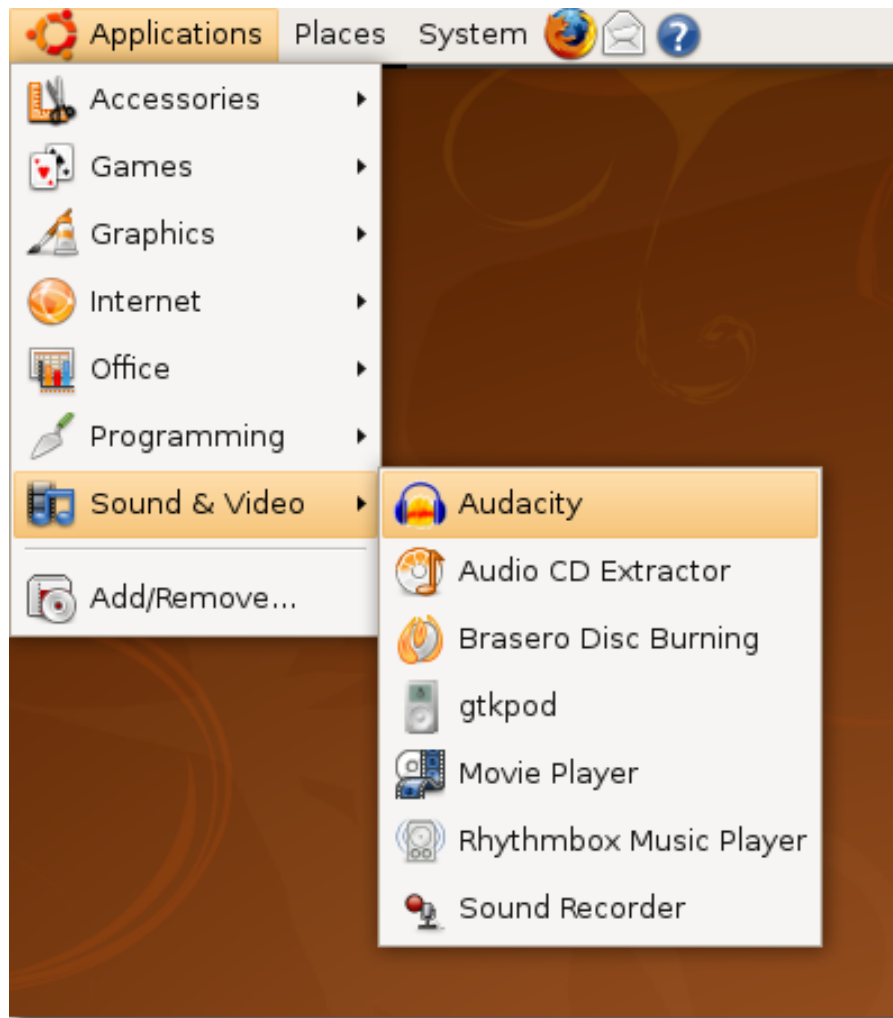 Applications Places System
Accessories
Games
Graphics
Internet
Office
Programming
Sound & Video
Add/Remove...
Audacity
Audio CD Extractor
Brasero Disc Burning
gtkpod
Movie Player
Rhythmbox Music Player
Sound Recorder